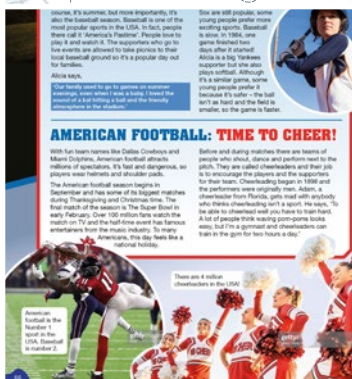 course, it's summer, but more importantly, it's
also the baseball season. Baseball is one of the
most popular sports in the USA. In fact, people
there call it 'America's Pastime'. People love to
play it and watch it. The supporters who go to
live events are allowed to take picnics to their
local baseball ground so it's a popular day out
for families.
Alicia says,
'Our family used to go to games on summer
evenings, even when I was a baby. I loved the
sound of a bat hitting a ball and the friendly
atmosphere in the stadium.'
Sox are still popular, some
young people prefer more
exciting sports. Baseball
is slow. In 1984, one
game finished two
days after it started!
Alicia is a big Yankees
supporter but she also
plays softball. Although
it's a similar game, some
young people prefer it
because it's safer – the ball
isn't as hard and the field is
smaller, so the game is faster.
AMERICAN FOOTBALL: TIME TO CHEER!
With fun team names like Dallas Cowboys and
Miami Dolphins, American football attracts
millions of spectators. It's fast and dangerous, so
players wear helmets and shoulder pads.
The American football season begins in
September and has some of its biggest matches
during Thanksgiving and Christmas time. The
final match of the season is The Super Bowl in
early February. Over 100 million fans watch the
match on TV and the half-time event has famous
entertainers from the music industry. To many
Americans, this day feels like a
national holiday.
Before and during matches there are teams of
people who shout, dance and perform next to the
pitch. They are called cheerleaders and their job
is to encourage the players and the supporters
for their team. Cheerleading began in 1898 and
the performers were originally men. Adam, a
cheerleader from Florida, gets mad with anybody
who thinks cheerleading isn't a sport. He says, 'To
be able to cheerlead well you have to train hard.
A lot of people think waving pom-poms looks
easy, but I'm a gymnast and cheerleaders can
train in the gym for two hours a day.'
There are 4 million
cheerleaders in the USA!
American
football is the
Number 1
sport in the
USA. Baseball
is number 2.